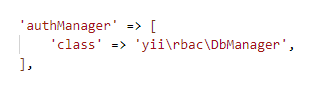 'authManager' => [
    'class' => 'yii\rbac\DbManager',
],